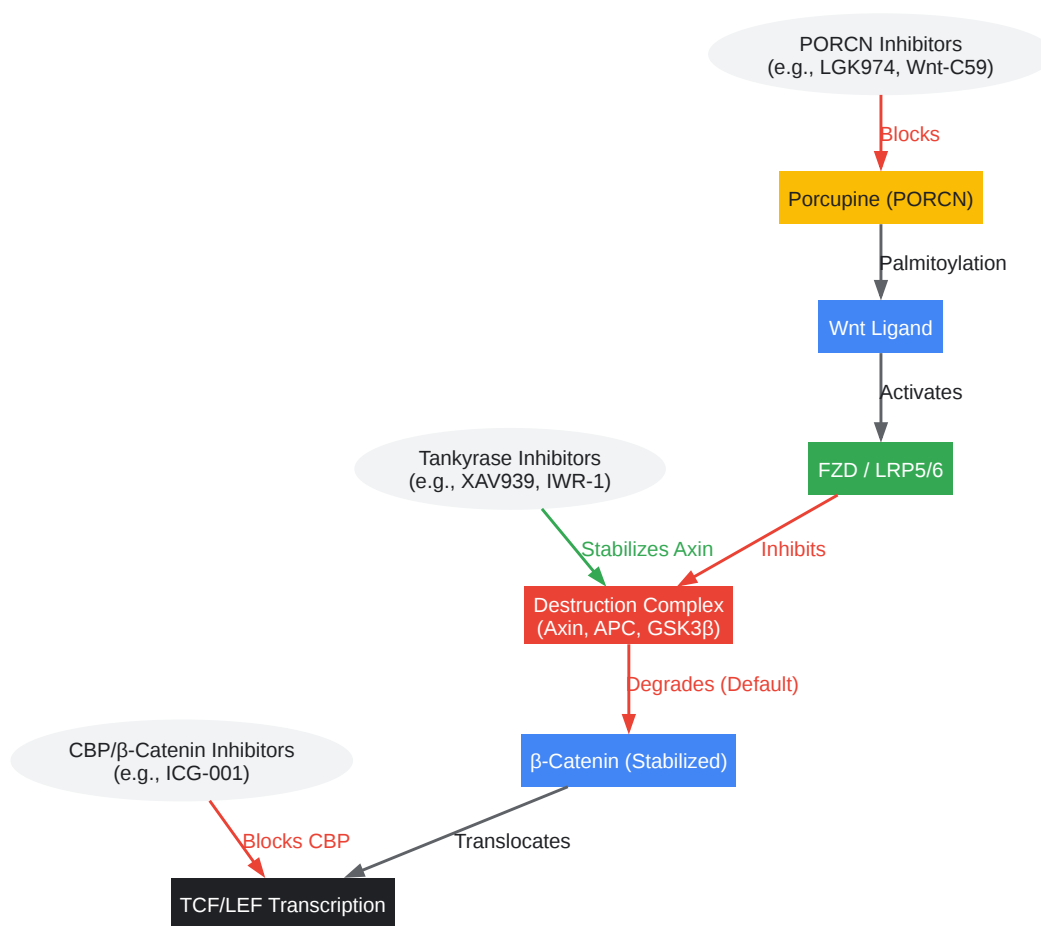 PORCN Inhibitors
(e.g., LGK974, Wnt-C59)
Blocks
Porcupine (PORCN)
Palmitoylation
Wnt Ligand
Activates
FZD / LRP5/6
Tankyrase Inhibitors
(e.g., XAV939, IWR-1)
Stabilizes Axin
Inhibits
Destruction Complex
(Axin, APC, GSK3β)
Degrades (Default)
β-Catenin (Stabilized)
CBP/β-Catenin Inhibitors
(e.g., ICG-001)
Blocks CBP
Translocates
TCF/LEF Transcription